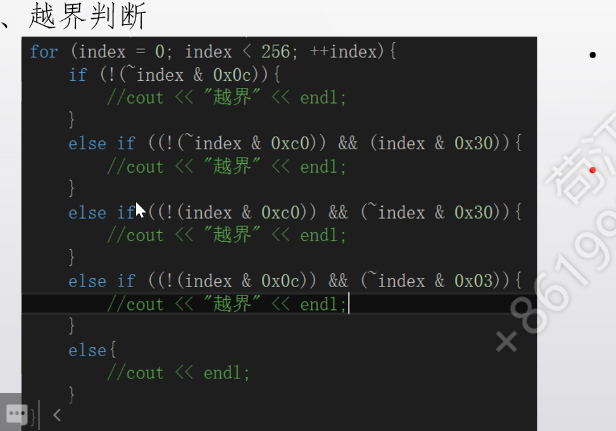 、越界判断
for (index = 0; index < 256; ++index){
if (!(~index & 0x0c)){
//cout << "越界" << endl;
}
else if ((!(~index & 0xc0)) && (index & 0x30)){
//cout << "越界" << endl;
}
else if ((!(index & 0xc0)) && (~index & 0x30)){
//cout << "越界" << endl;
}
else if ((!(index & 0x0c)) && (~index & 0x03)){
//cout << "越界" << endl;
}
else{
//cout << endl;
}
}